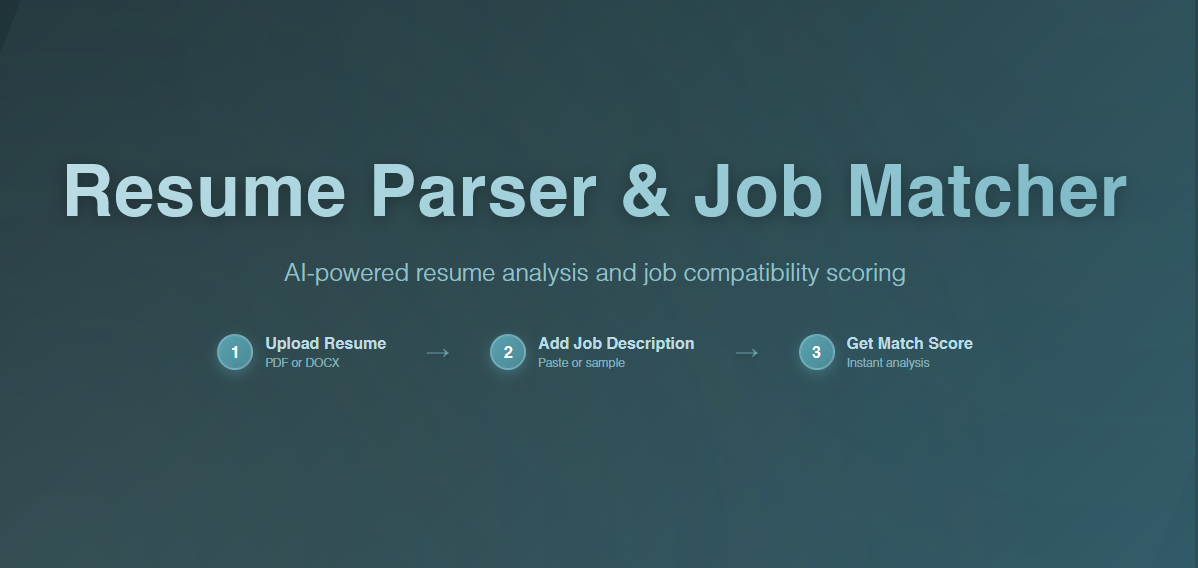 Resume Parser & Job Matcher
AI-powered resume analysis and job compatibility scoring
1 Upload Resume → 2 Add Job Description → 3 Get Match Score
PDF or DOCX Paste or sample Instant analysis